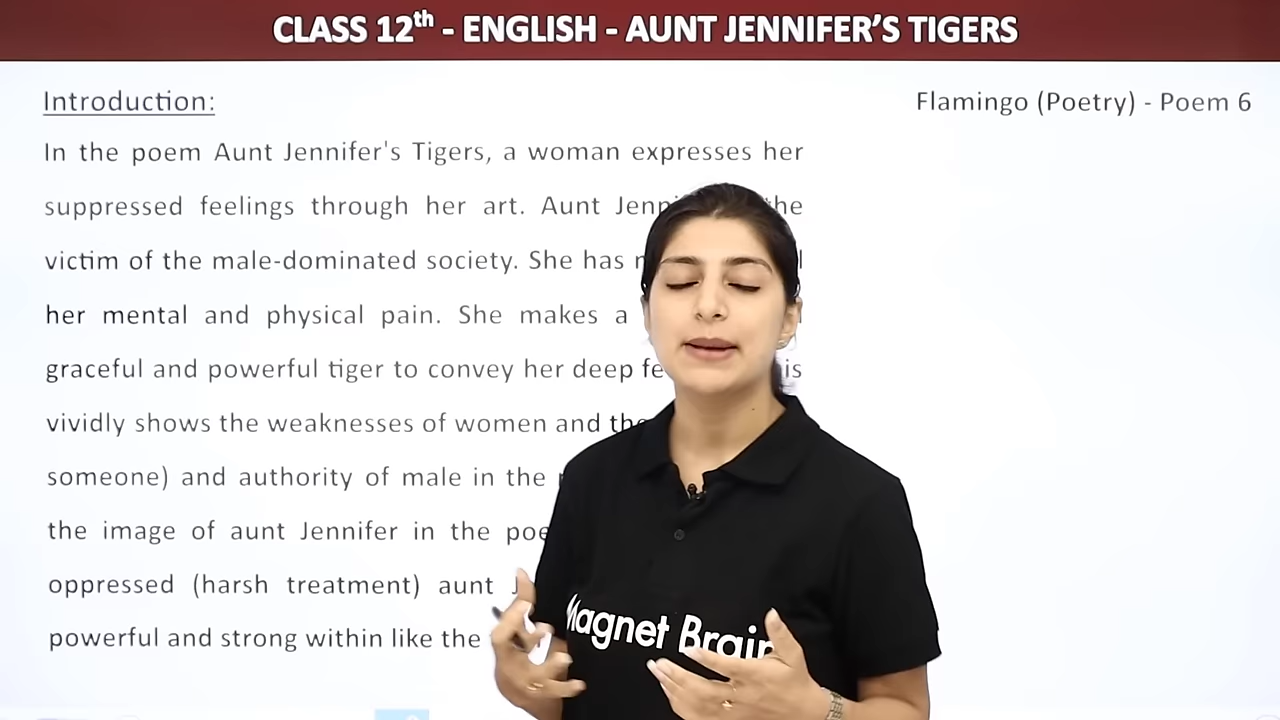 CLASS 12th - ENGLISH - AUNT JENNIFER'S TIGERS
Introduction:
Flamingo (Poetry) - Poem 6
In the poem Aunt Jennifer's Tigers, a woman expresses her
suppressed feelings through her art. Aunt the
victim of the male-dominated society. She has
her mental and physical pain. She makes a
graceful and powerful tiger to convey her deep
vividly shows the weaknesses of women and
someone) and authority of male in the
the image of aunt Jennifer in the
oppressed (harsh treatment) aunt
powerful and strong within like the
Magnet Brain